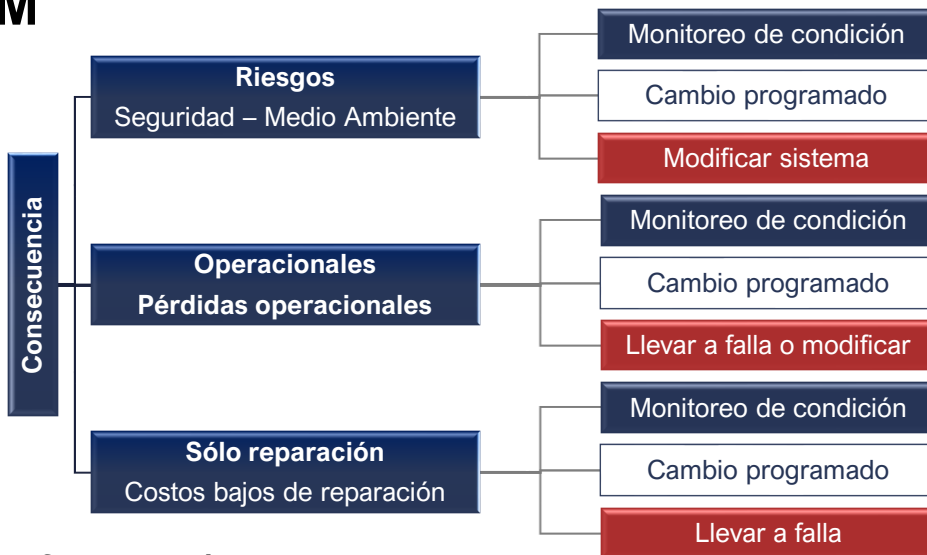 M
Consecuencia
Riesgos
Seguridad – Medio Ambiente
Monitoreo de condición
Cambio programado
Modificar sistema
Operacionales
Pérdidas operacionales
Monitoreo de condición
Cambio programado
Llevar a falla o modificar
Sólo reparación
Costos bajos de reparación
Monitoreo de condición
Cambio programado
Llevar a falla